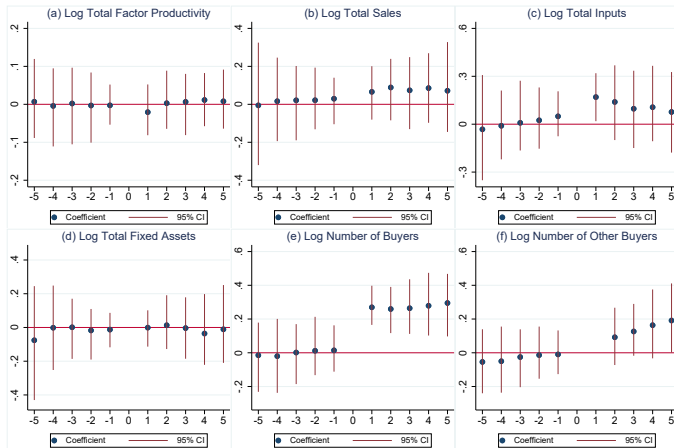 (a) Log Total Factor Productivity
.2
.1
0
-.1
-.2
-5 -4 -3 -2 -1 0 1 2 3 4 5
Coefficient 95% CI
(b) Log Total Sales
.4
.2
0
-.2
-.4
-5 -4 -3 -2 -1 0 1 2 3 4 5
Coefficient 95% CI
(c) Log Total Inputs
.6
.3
0
-.3
-5 -4 -3 -2 -1 0 1 2 3 4 5
Coefficient 95% CI
(d) Log Total Fixed Assets
.4
.2
0
-.2
-.4
-5 -4 -3 -2 -1 0 1 2 3 4 5
Coefficient 95% CI
(e) Log Number of Buyers
.6
.4
.2
0
-.2
-5 -4 -3 -2 -1 0 1 2 3 4 5
Coefficient 95% CI
(f) Log Number of Other Buyers
.6
.4
.2
0
-.2
-5 -4 -3 -2 -1 0 1 2 3 4 5
Coefficient 95% CI